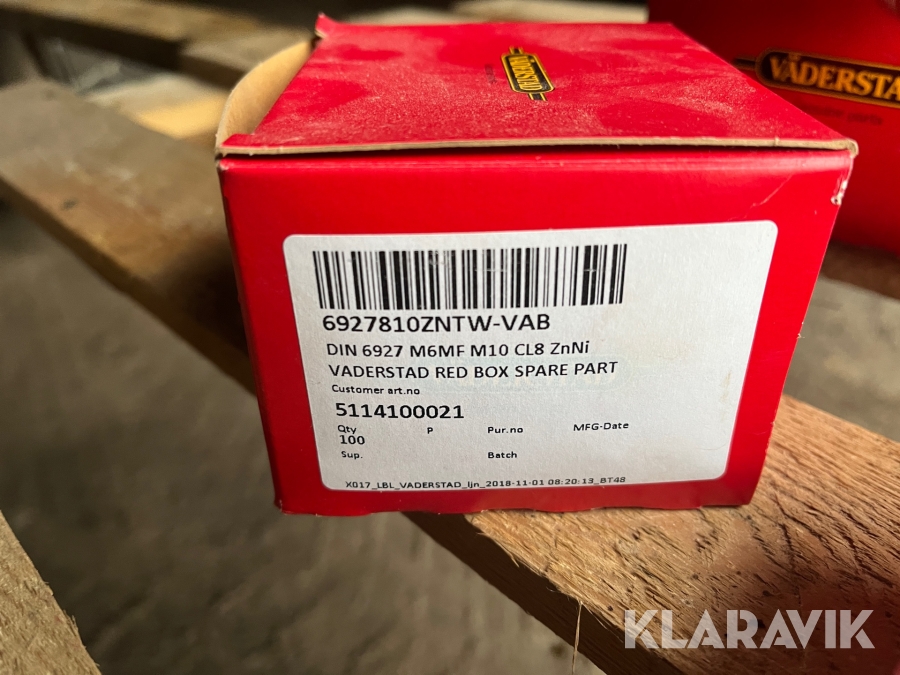 VÄDERSTAD
VÄDERSTA
6927810ZNTW-VAB
DIN 6927 M6MF M10 CL8 ZnNi
VADERSTAD RED BOX SPARE PART
Customer art.no
5114100021
Qty P Pur.no MFG-Date
100
Sup. Batch
X017_LBL_VADERSTAD_ljn_2018-11-01 08:20:13_BT48
KLARAVIK